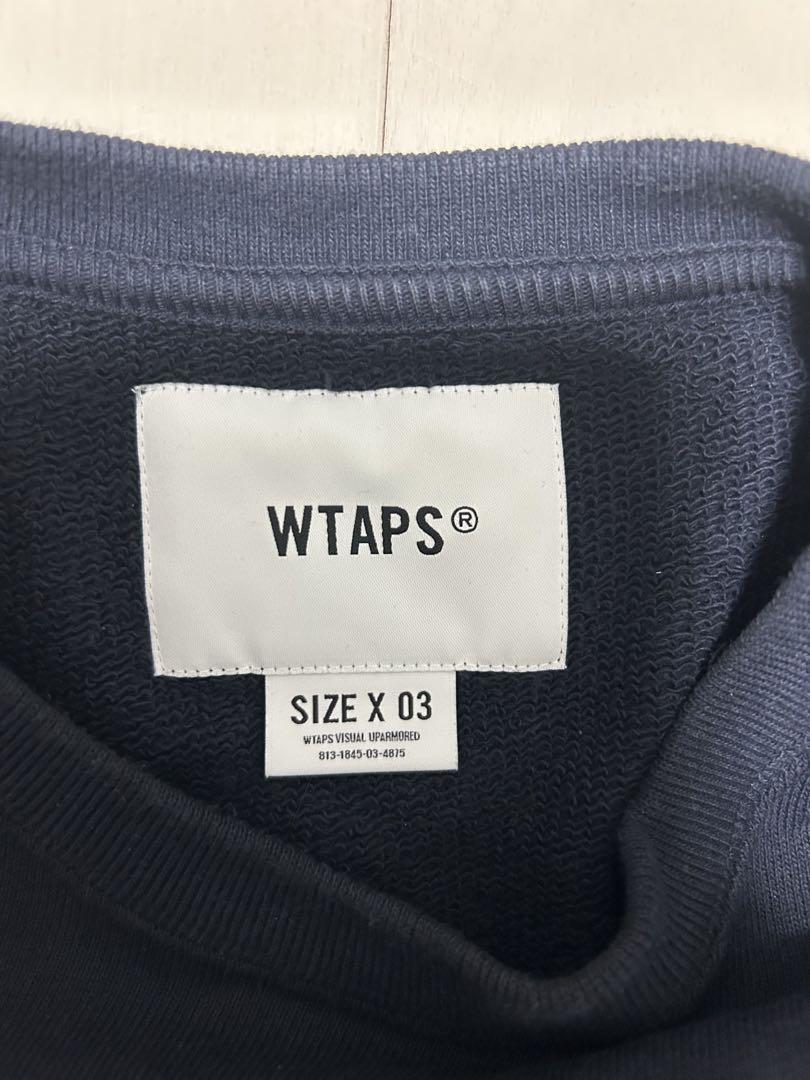 WTAPS®
SIZE X 03
WTAPS VISUAL UPARMORED
813-1845-03-4875